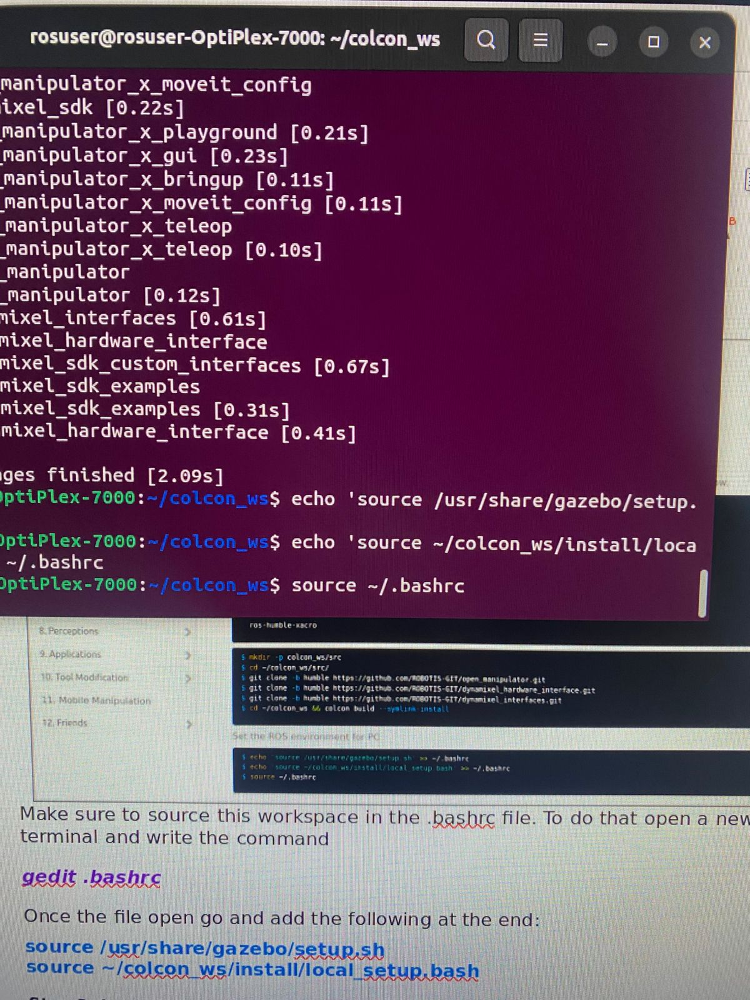 rosuser@rosuser-OptiPlex-7000: ~/colcon_ws
_manipulator_x_moveit_config
ixel_sdk [0.22s]
_manipulator_x_playground [0.21s]
_manipulator_x_gui [0.23s]
_manipulator_x_bringup [0.11s]
_manipulator_x_moveit_config [0.11s]
_manipulator_x_teleop
_manipulator_x_teleop [0.10s]
_manipulator
_manipulator [0.12s]
mixel_interfaces [0.61s]
mixel_hardware_interface
mixel_sdk_custom_interfaces [0.67s]
mixel_sdk_examples
mixel_sdk_examples [0.31s]
mixel_hardware_interface [0.41s]
ges finished [2.09s]
OptiPlex-7000:~/colcon_ws$ echo 'source /usr/share/gazebo/setup.
OptiPlex-7000:~/colcon_ws$ echo 'source ~/colcon_ws/install/loca
~/.bashrc
OptiPlex-7000:~/colcon_ws$ source ~/.bashrc
8. Perceptions
9. Applications
10. Tool Modification
11. Mobile Manipulation
12. Friends
ros-humble-xacro
$ mkdir -p colcon_ws/src
$ cd ~/colcon_ws/src/
$ git clone -b humble https://github.com/ROBOTIS-GIT/open_manipulator.git
$ git clone -b humble https://github.com/ROBOTIS-GIT/dynamixel_hardware_interface.git
$ git clone -b humble https://github.com/ROBOTIS-GIT/dynamixel_interfaces.git
$ cd ~/colcon_ws && colcon build --symlink-install
Set the ROS environment for PC
$ echo 'source /usr/share/gazebo/setup.sh' >> ~/.bashrc
$ echo 'source ~/colcon_ws/install/local_setup.bash' >> ~/.bashrc
$ source ~/.bashrc
Make sure to source this workspace in the .bashrc file. To do that open a new
terminal and write the command
gedit .bashrc
Once the file open go and add the following at the end:
source /usr/share/gazebo/setup.sh
source ~/colcon_ws/install/local_setup.bash